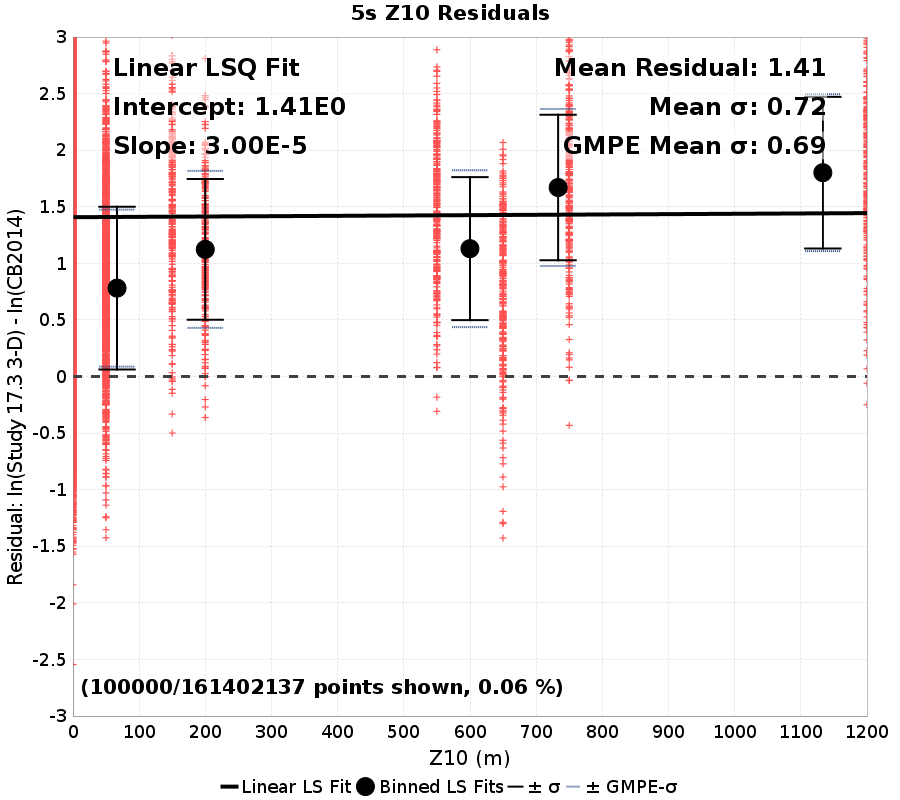 5s Z10 Residuals
Linear LSQ Fit
Intercept: 1.41E0
Slope: 3.00E-5
Mean Residual: 1.41
Mean σ: 0.72
GMPE Mean σ: 0.69
Residual: ln(Study 17.3 3-D) - ln(CB2014)
3
2.5
2
1.5
1
0.5
0
-0.5
-1
-1.5
-2
-2.5
-3
(100000/161402137 points shown, 0.06 %)
0 100 200 300 400 500 600 700 800 900 1000 1100 1200
Z10 (m)
Linear LS Fit Binned LS Fits ± σ ± GMPE-σ